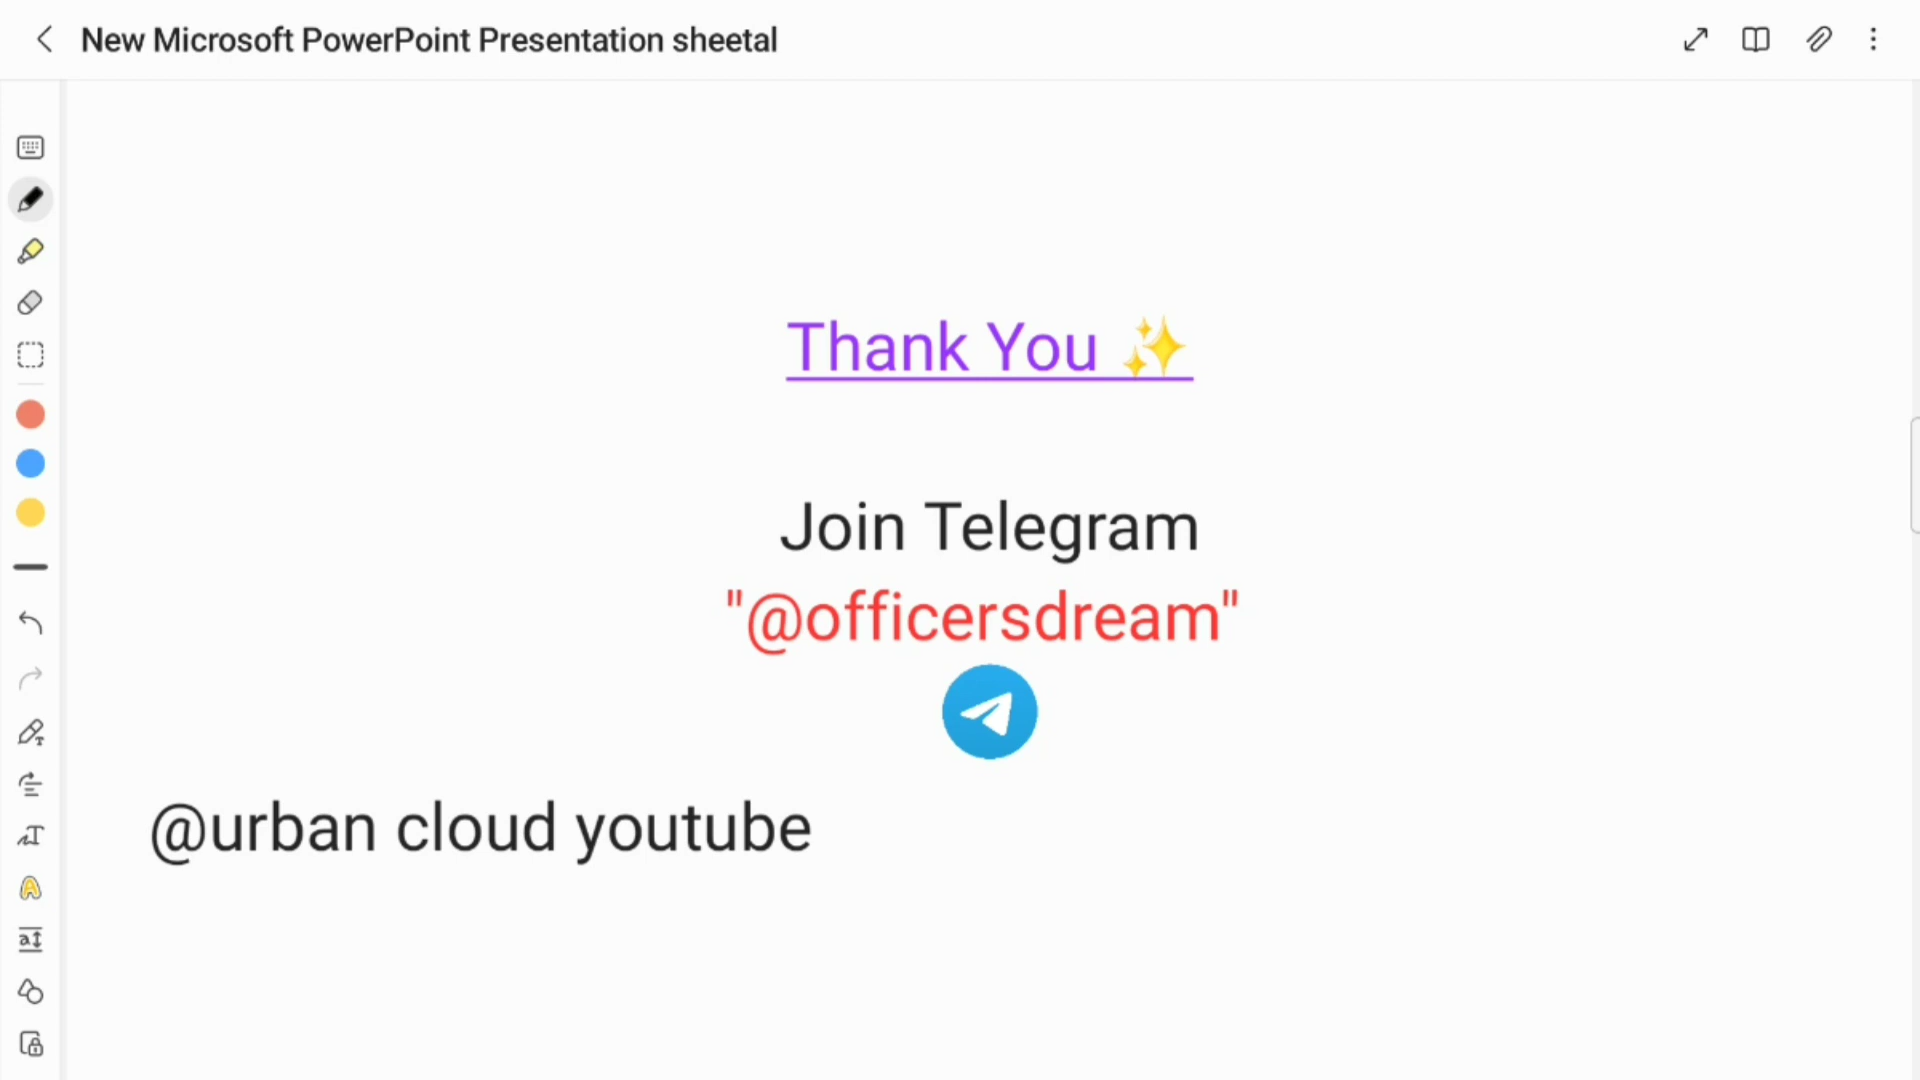 New Microsoft PowerPoint Presentation sheetal
Thank You ✨
Join Telegram
"@officersdream"
@urban cloud youtube